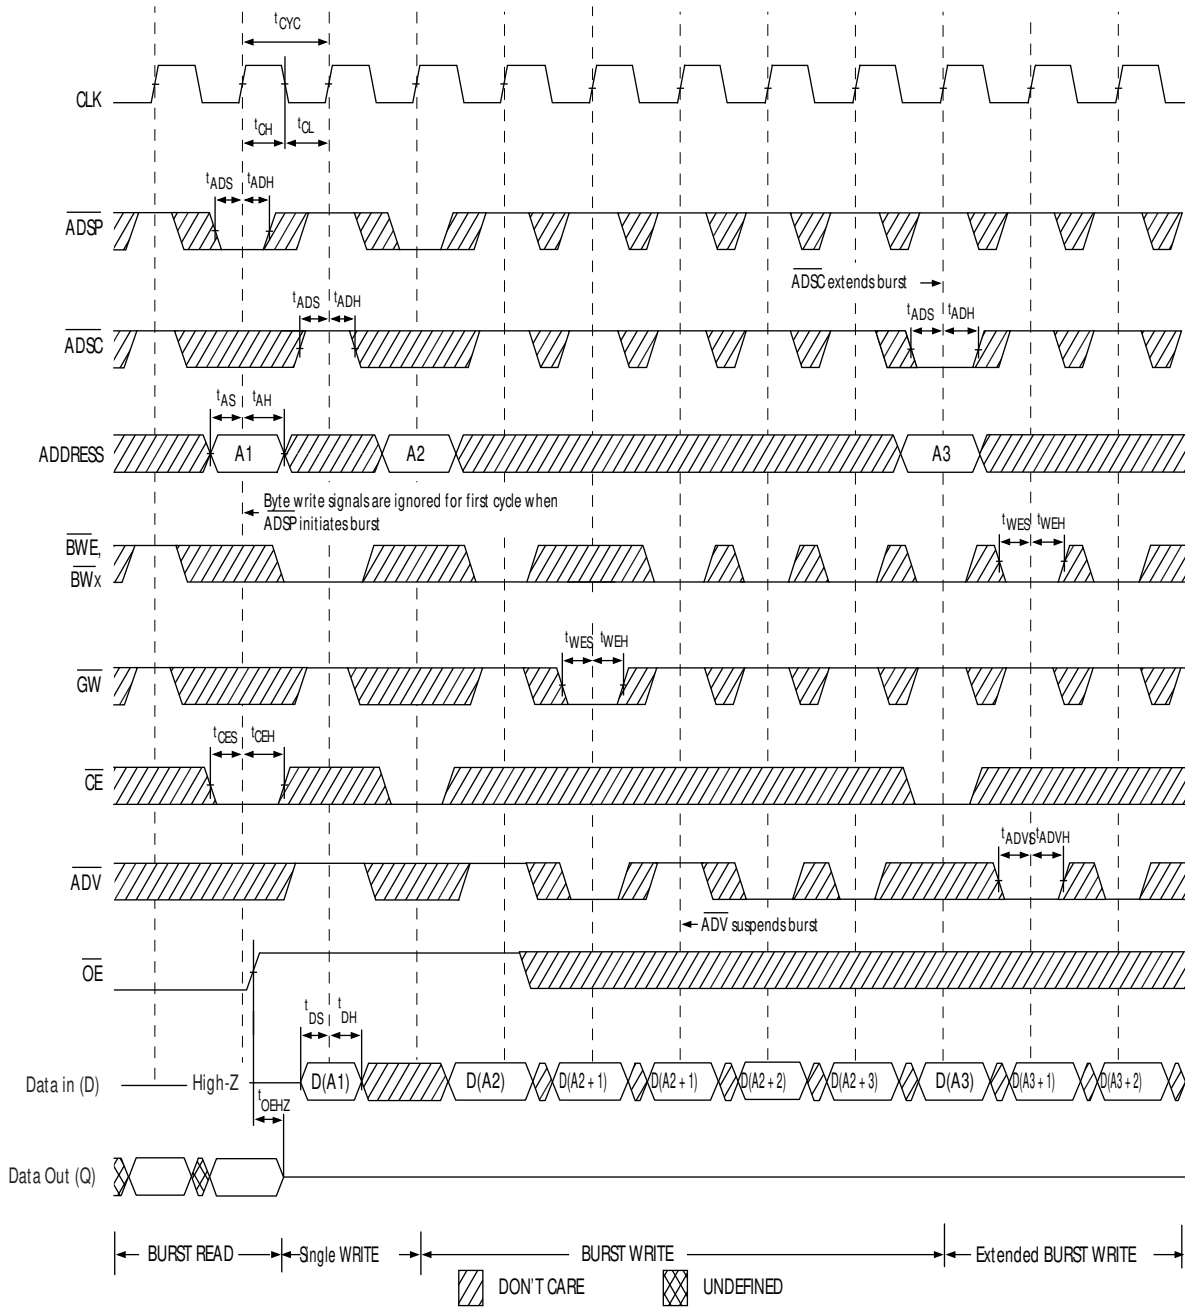 tCYC
CLK
tCH tCL
tADS tADH
ADSP
ADSC extends burst
tADS tADH tADS tADH
ADSC
tAS tAH
ADDRESS A1 A2 A3
Byte write signals are ignored for first cycle when
ADSP initiates burst
tWES tWEH
BWE,
BWX
tWES tWEH
GW
tCES tCEH
CE
tADVS tADVH
ADV
ADV suspends burst
OE
tDS tDH
Data in (D) High-Z D(A1) D(A2) D(A2 + 1) D(A2 + 1) D(A2 + 2) D(A2 + 3) D(A3) D(A3 + 1) D(A3 + 2)
tOEHZ
Data Out (Q)
BURST READ Single WRITE BURST WRITE Extended BURST WRITE
DON'T CARE UNDEFINED